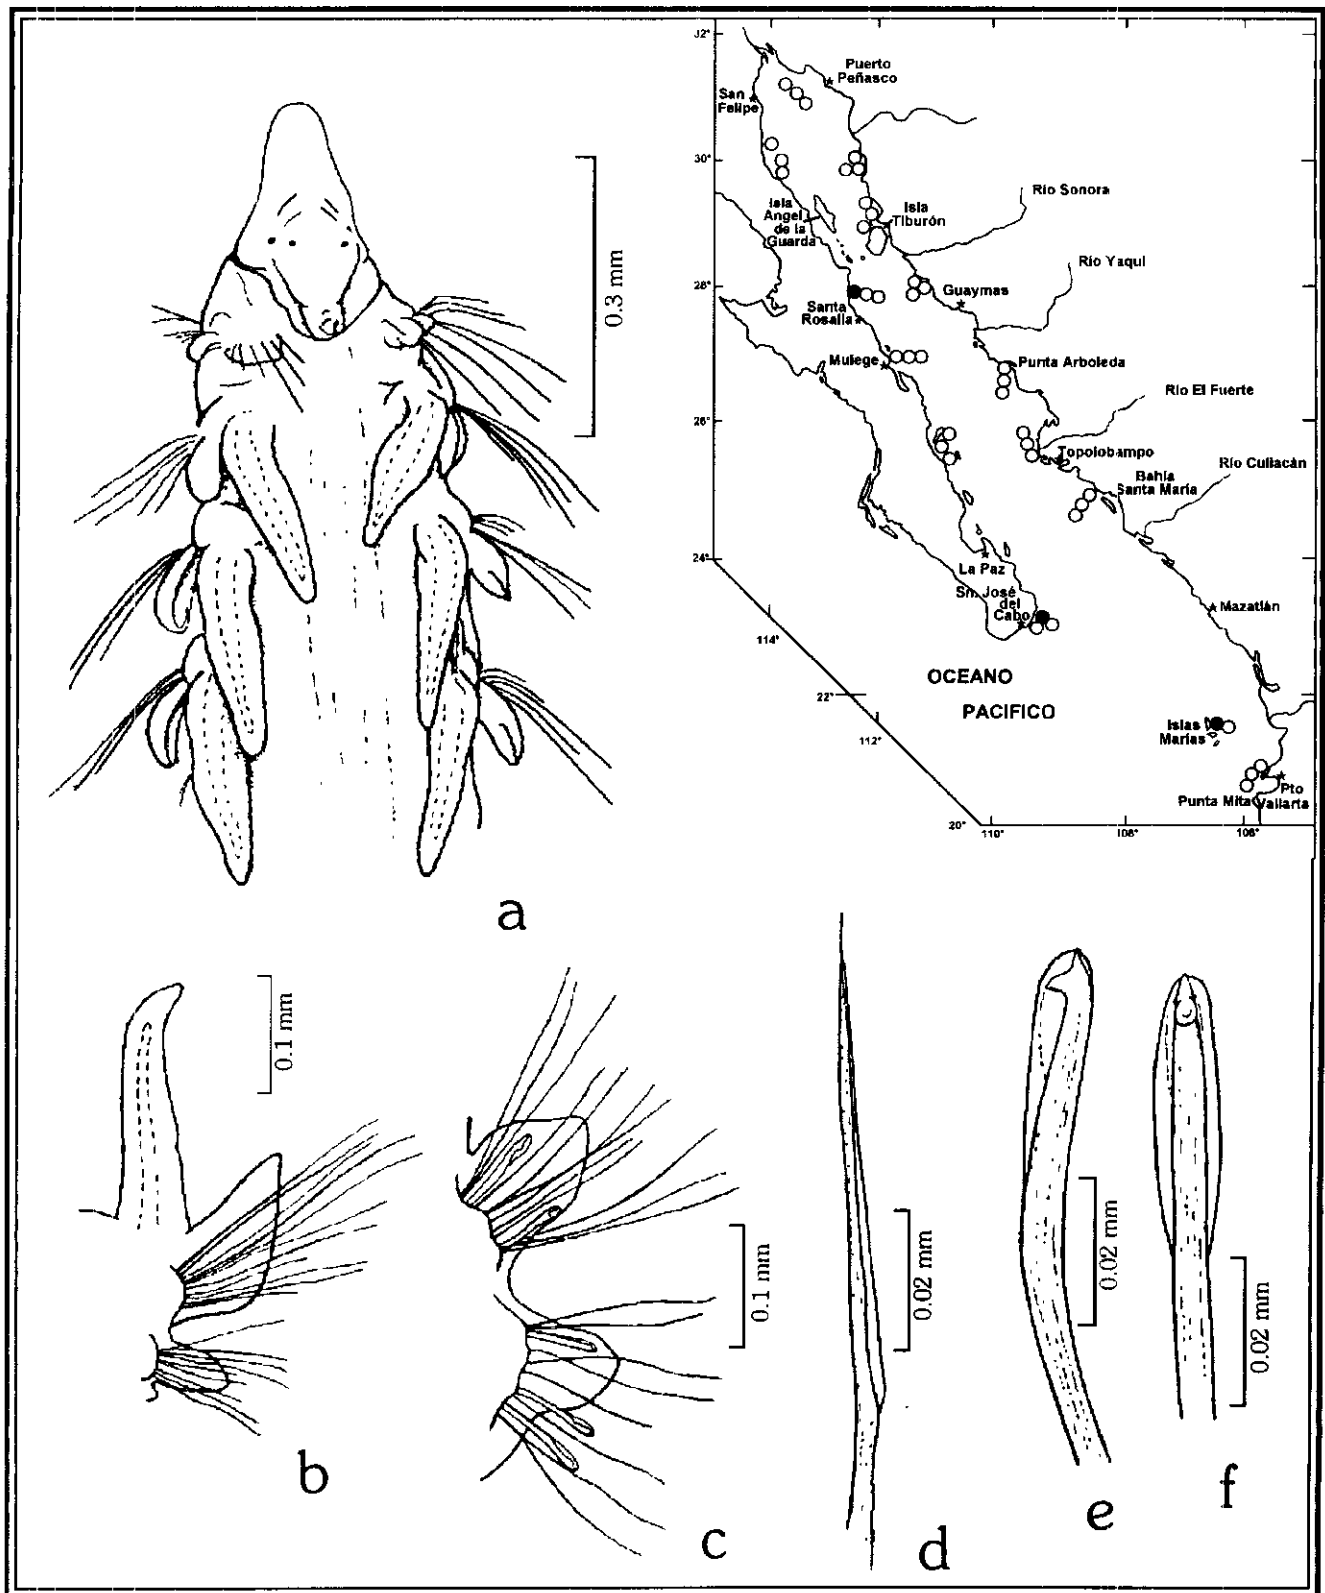 32°
Puerto
Peñasco
San
Felipe
30°
Río Sonora
Isla
Angel
de la
Guarda
Isla
Tiburón
Río Yaqui
28°
Guaymas
Santa
Rosalía
Mulege
Punta Arboleda
Río El Fuerte
26°
Topolobampo
Río Culiacán
Bahía
Santa María
24°
La Paz
Sn. José
del
Cabo
Mazatlán
114°
OCEANO
PACIFICO
22°
112°
Islas
Marías
Punta Mita
Pto
Vallarta
20°
110°
108°
106°
0.3 mm
a
0.1 mm
b
0.1 mm
c
0.02 mm
d
0.02 mm
e
0.02 mm
f